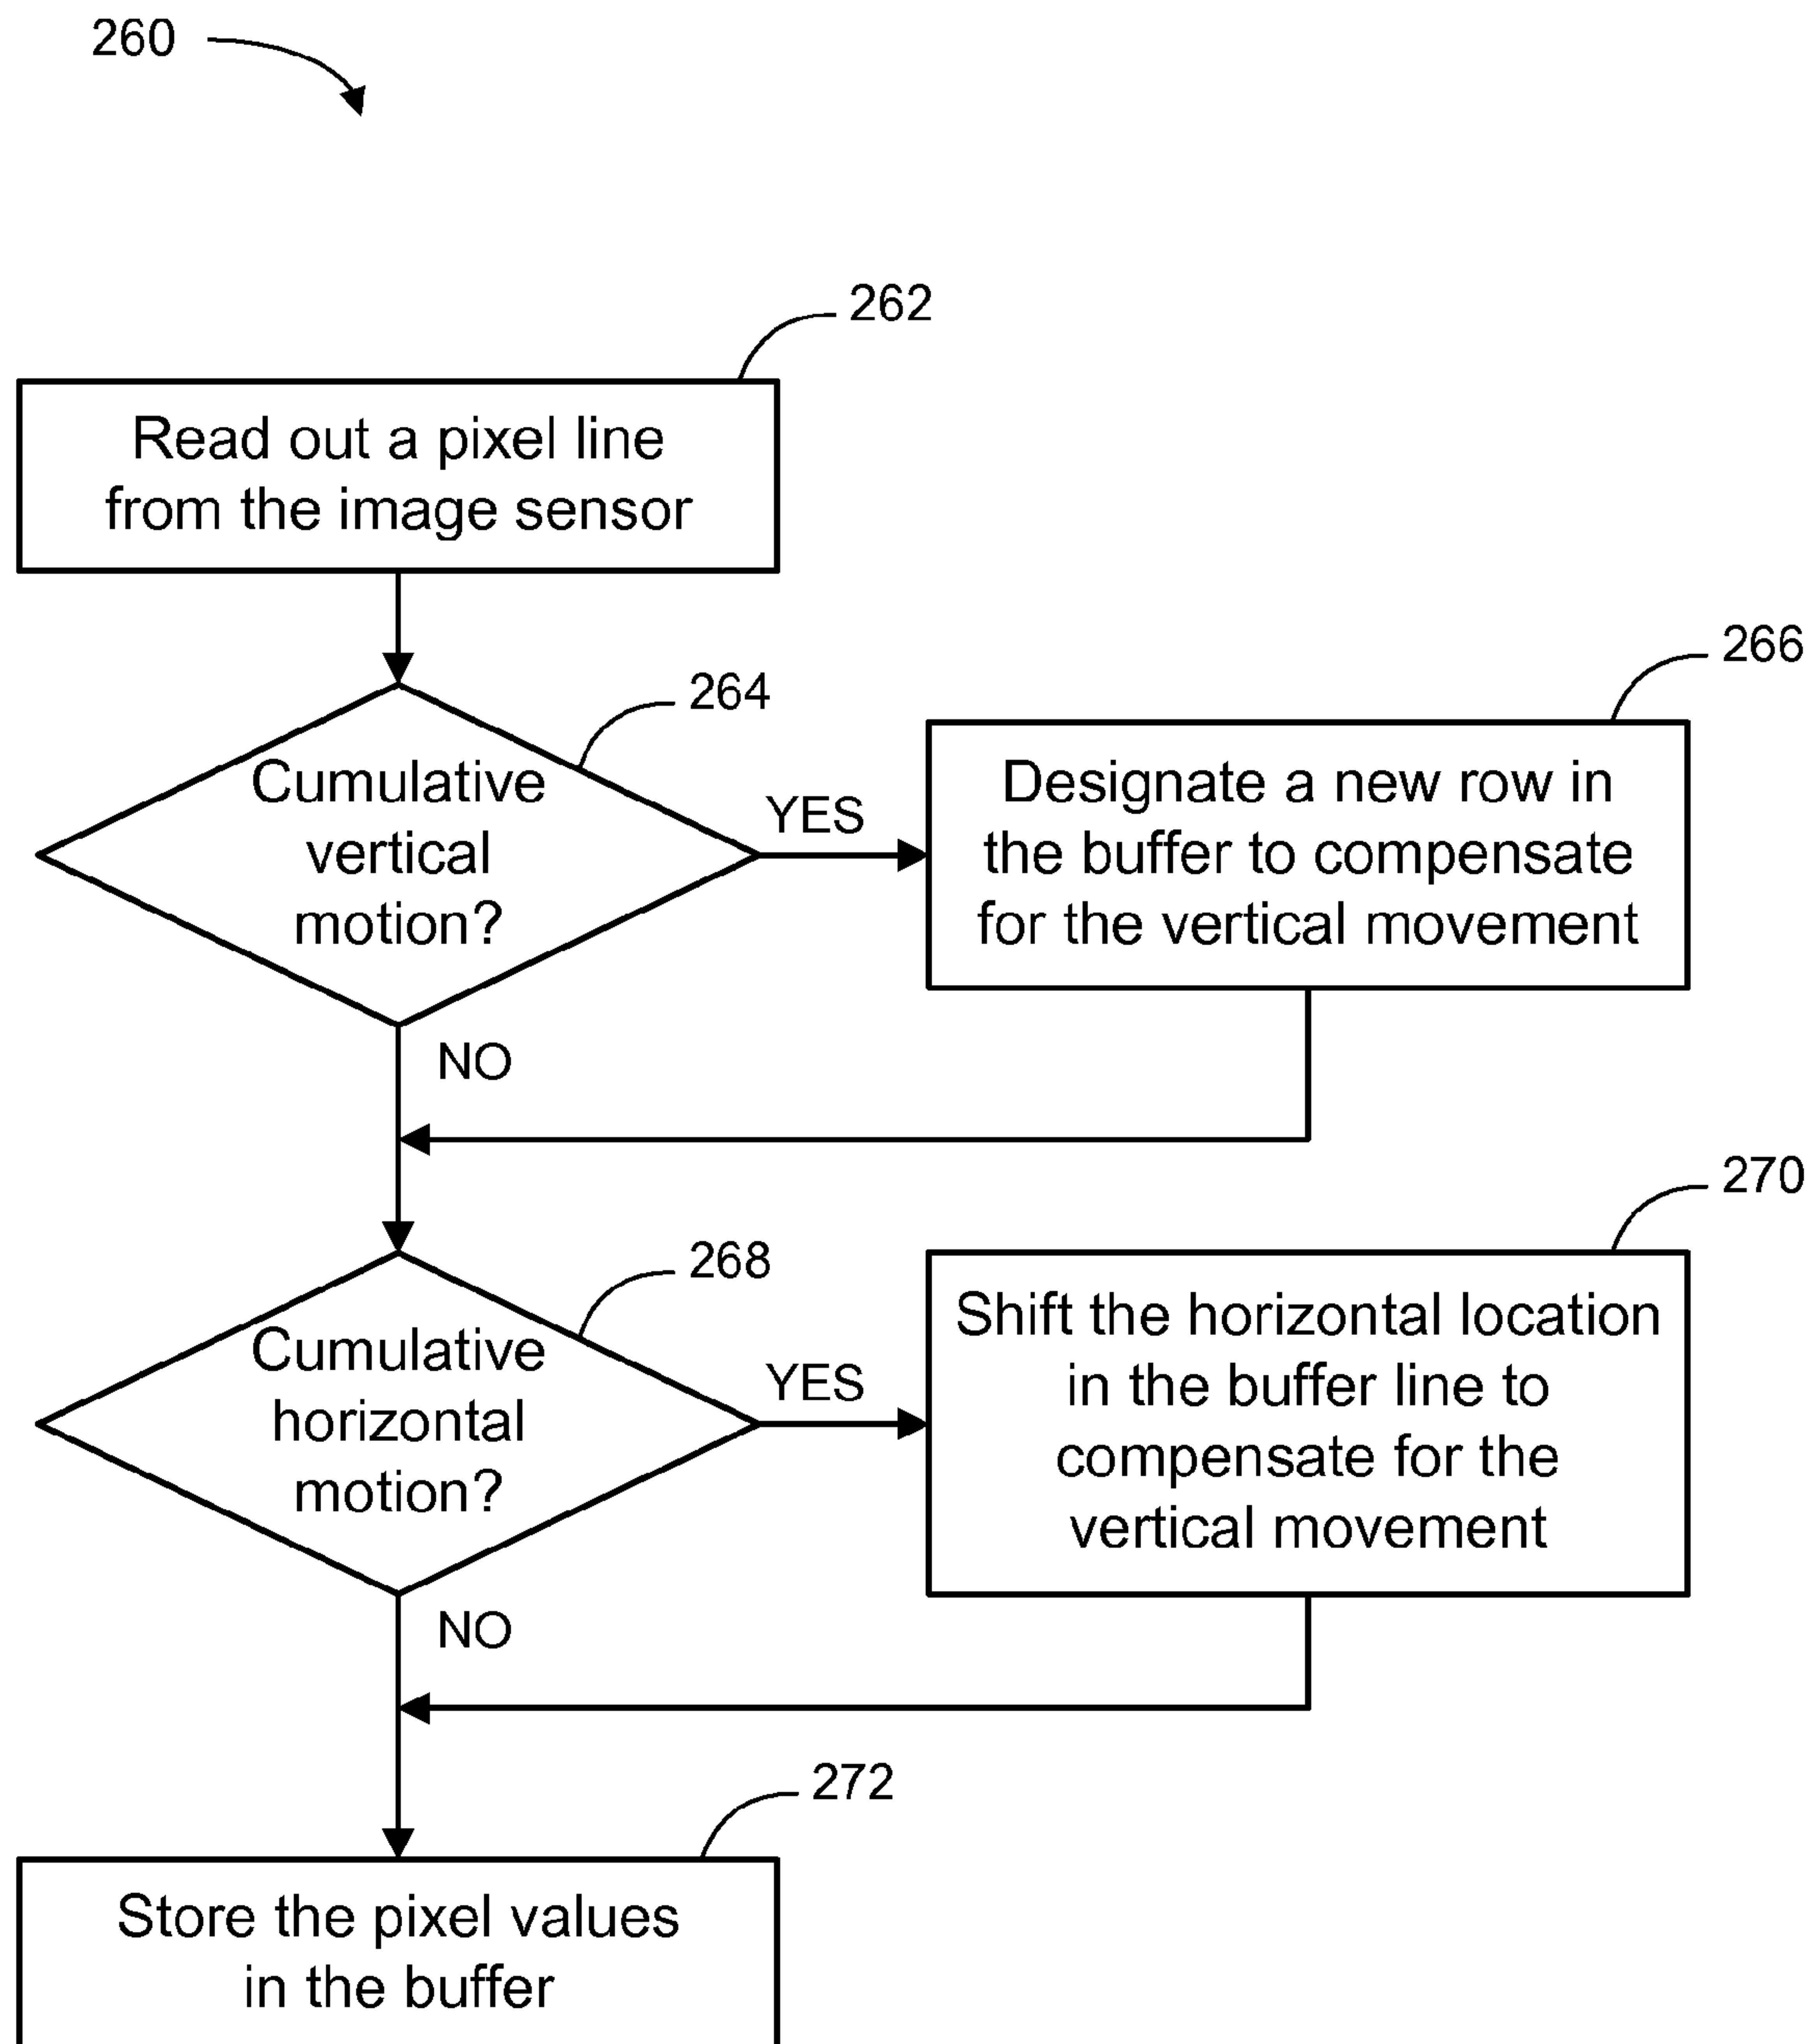 260
262
Read out a pixel line
from the image sensor
264
Cumulative
vertical
motion?
YES
266
Designate a new row in
the buffer to compensate
for the vertical movement
NO
268
Cumulative
horizontal
motion?
YES
270
Shift the horizontal location
in the buffer line to
compensate for the
vertical movement
NO
272
Store the pixel values
in the buffer